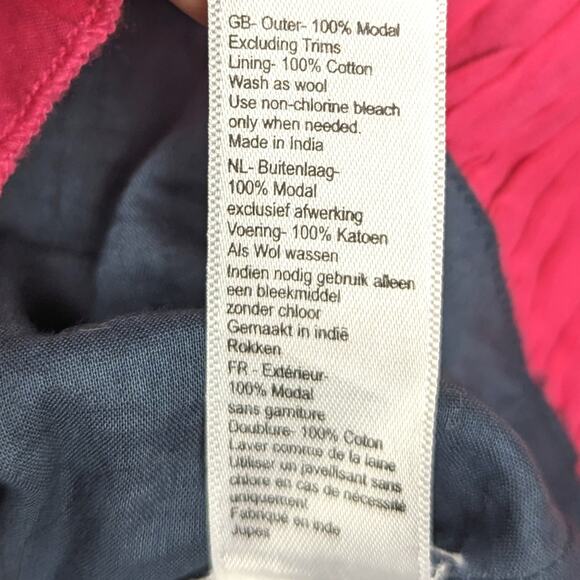 GB- Outer- 100% Modal
Excluding Trims
Lining- 100% Cotton
Wash as wool
Use non-chlorine bleach
only when needed.
Made in India
NL- Buitenlaag-
100% Modal
exclusief afwerking
Voering- 100% Katoen
Als Wol wassen
Indien nodig gebruik alleen
een bleekmiddel
zonder chloor
Gemaakt in indië
Rokken
FR - Extérieur-
100% Modal
sans garniture
Doublure- 100% Coton
Laver comme de la laine
Utiliser un javellisant sans
chlore en cas de nécessité
uniquement
Fabriqué en inde
Jupes